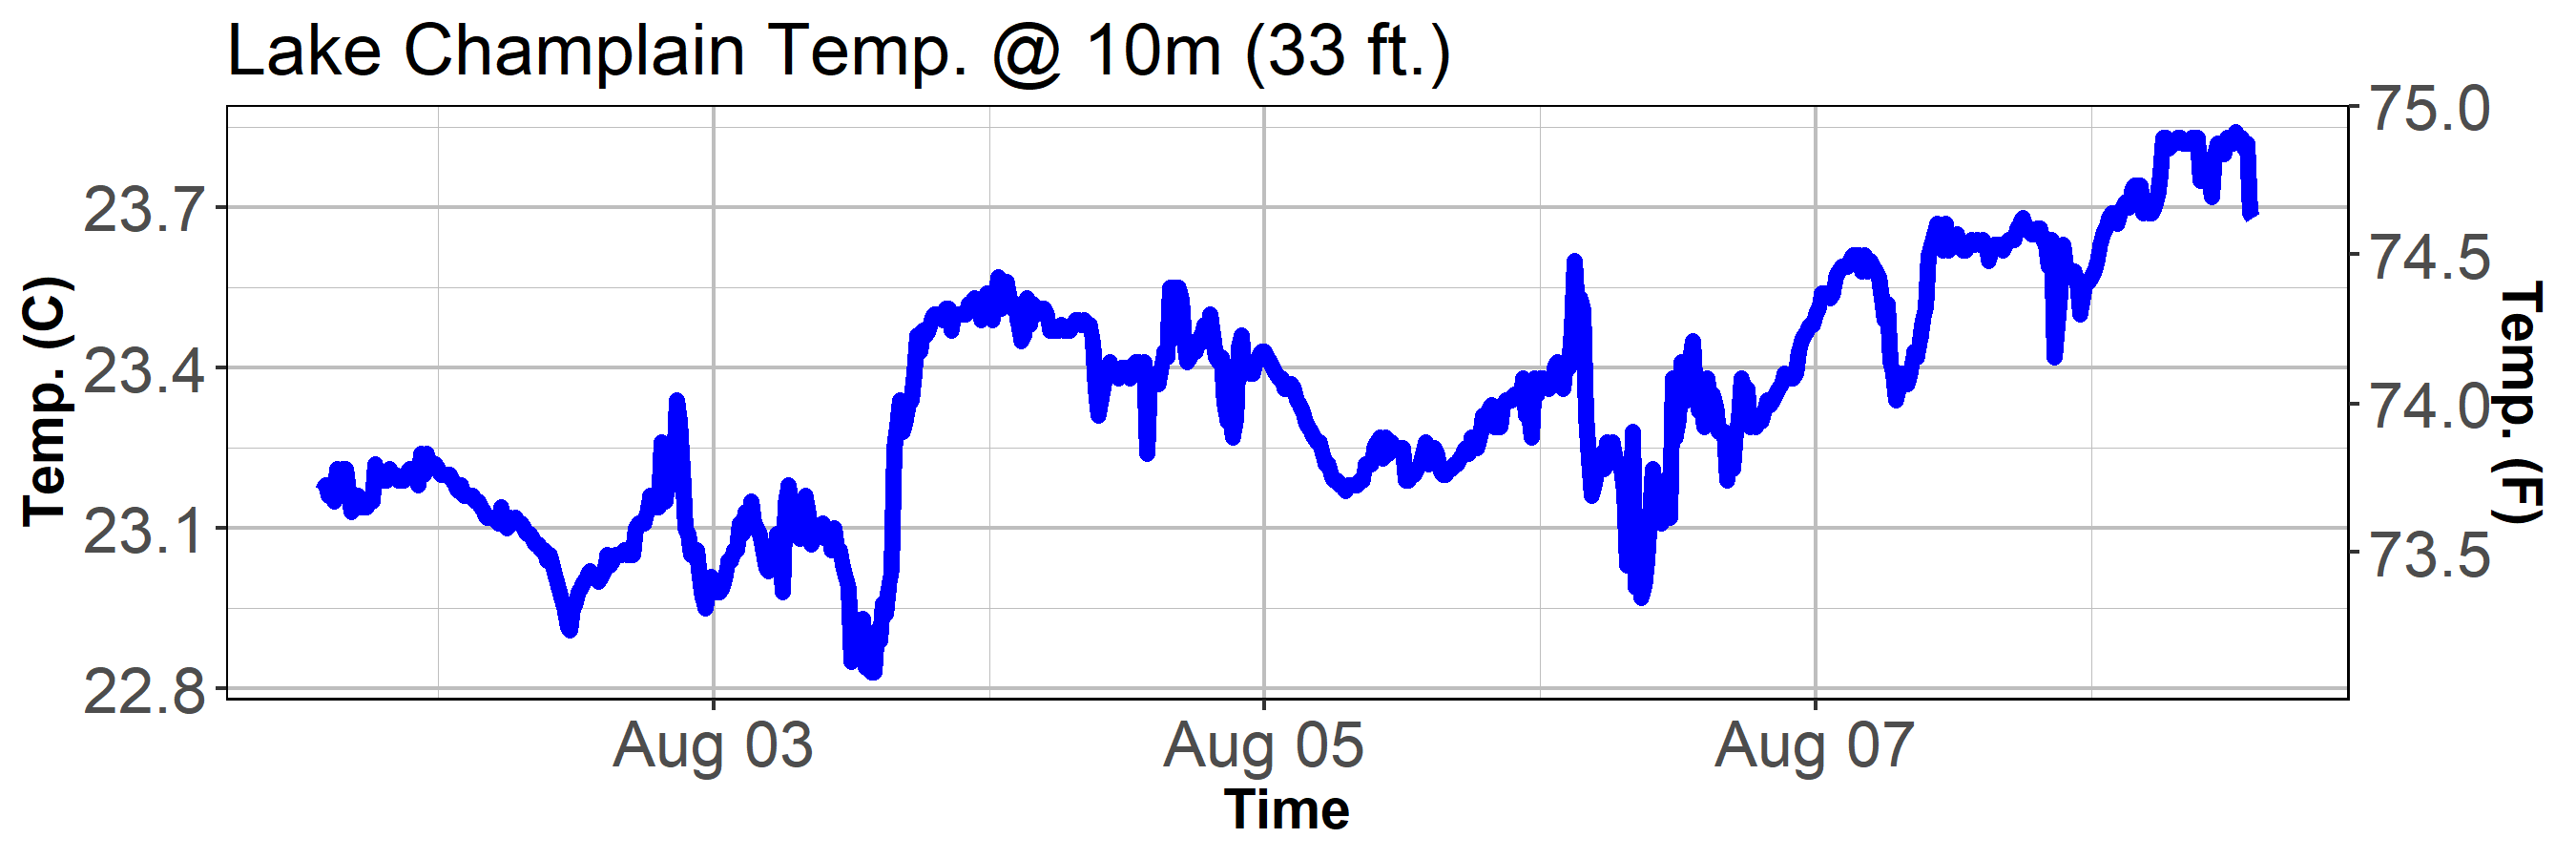 Lake Champlain Temp. @ 10m (33 ft.)
Temp. (C)
23.7
23.4
23.1
22.8
75.0
74.5
74.0
73.5
Temp. (F)
Aug 03
Aug 05
Aug 07
Time